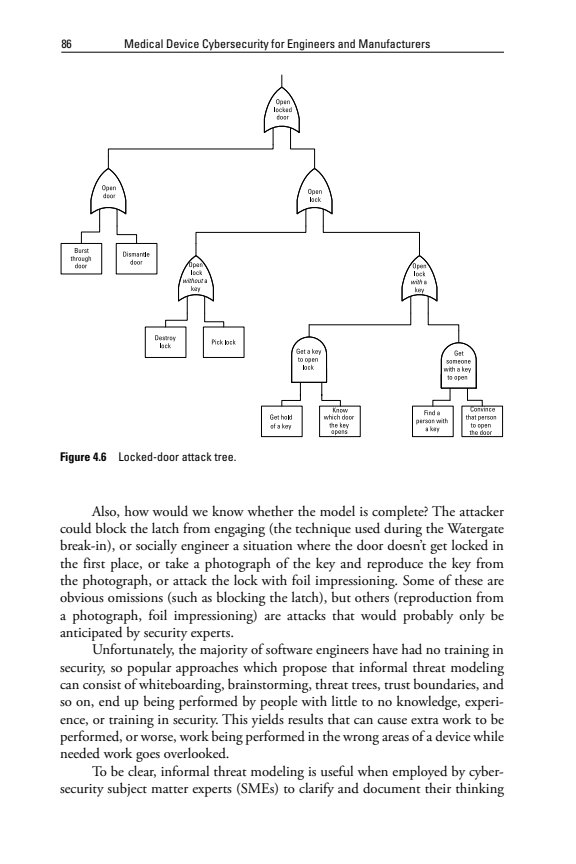 86
Medical Device Cybersecurity for Engineers and Manufacturers
Open
locked
door
Open
door
Open
lock
Burst
through
door
Dismantle
door
Open
lock
without a
key
Open
lock
with a
key
Destroy
lock
Pick lock
Get a key
to open
lock
Get
someone
with a key
to open
Get hold
of a key
Know
which door
the key
opens
Find a
person with
a key
Convince
that person
to open
the door
Figure 4.6 Locked-door attack tree.
Also, how would we know whether the model is complete? The attacker
could block the latch from engaging (the technique used during the Watergate
break-in), or socially engineer a situation where the door doesn’t get locked in
the first place, or take a photograph of the key and reproduce the key from
the photograph, or attack the lock with foil impressioning. Some of these are
obvious omissions (such as blocking the latch), but others (reproduction from
a photograph, foil impressioning) are attacks that would probably only be
anticipated by security experts.
Unfortunately, the majority of software engineers have had no training in
security, so popular approaches which propose that informal threat modeling
can consist of whiteboarding, brainstorming, threat trees, trust boundaries, and
so on, end up being performed by people with little to no knowledge, experi-
ence, or training in security. This yields results that can cause extra work to be
performed, or worse, work being performed in the wrong areas of a device while
needed work goes overlooked.
To be clear, informal threat modeling is useful when employed by cyber-
security subject matter experts (SMEs) to clarify and document their thinking